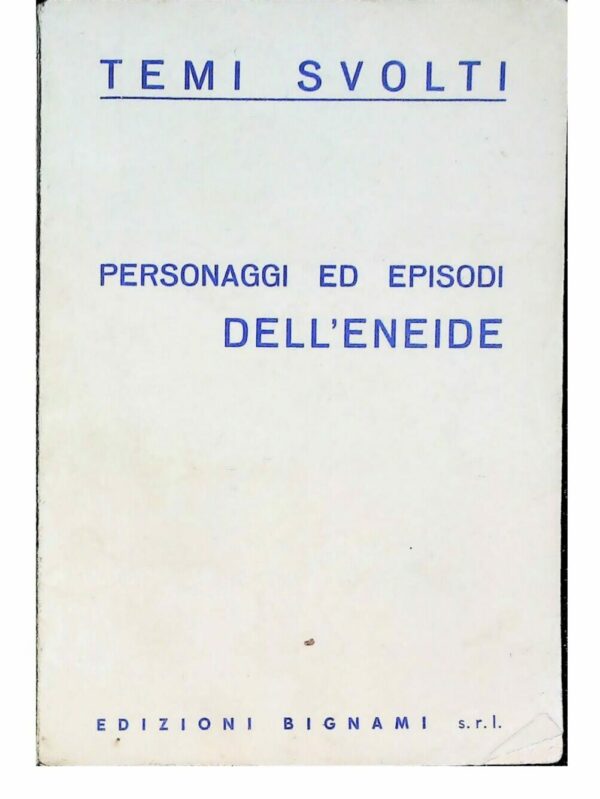 TEMI SVOLTI
PERSONAGGI ED EPISODI
DELL'ENEIDE
EDIZIONI BIGNAMI s.r.l.